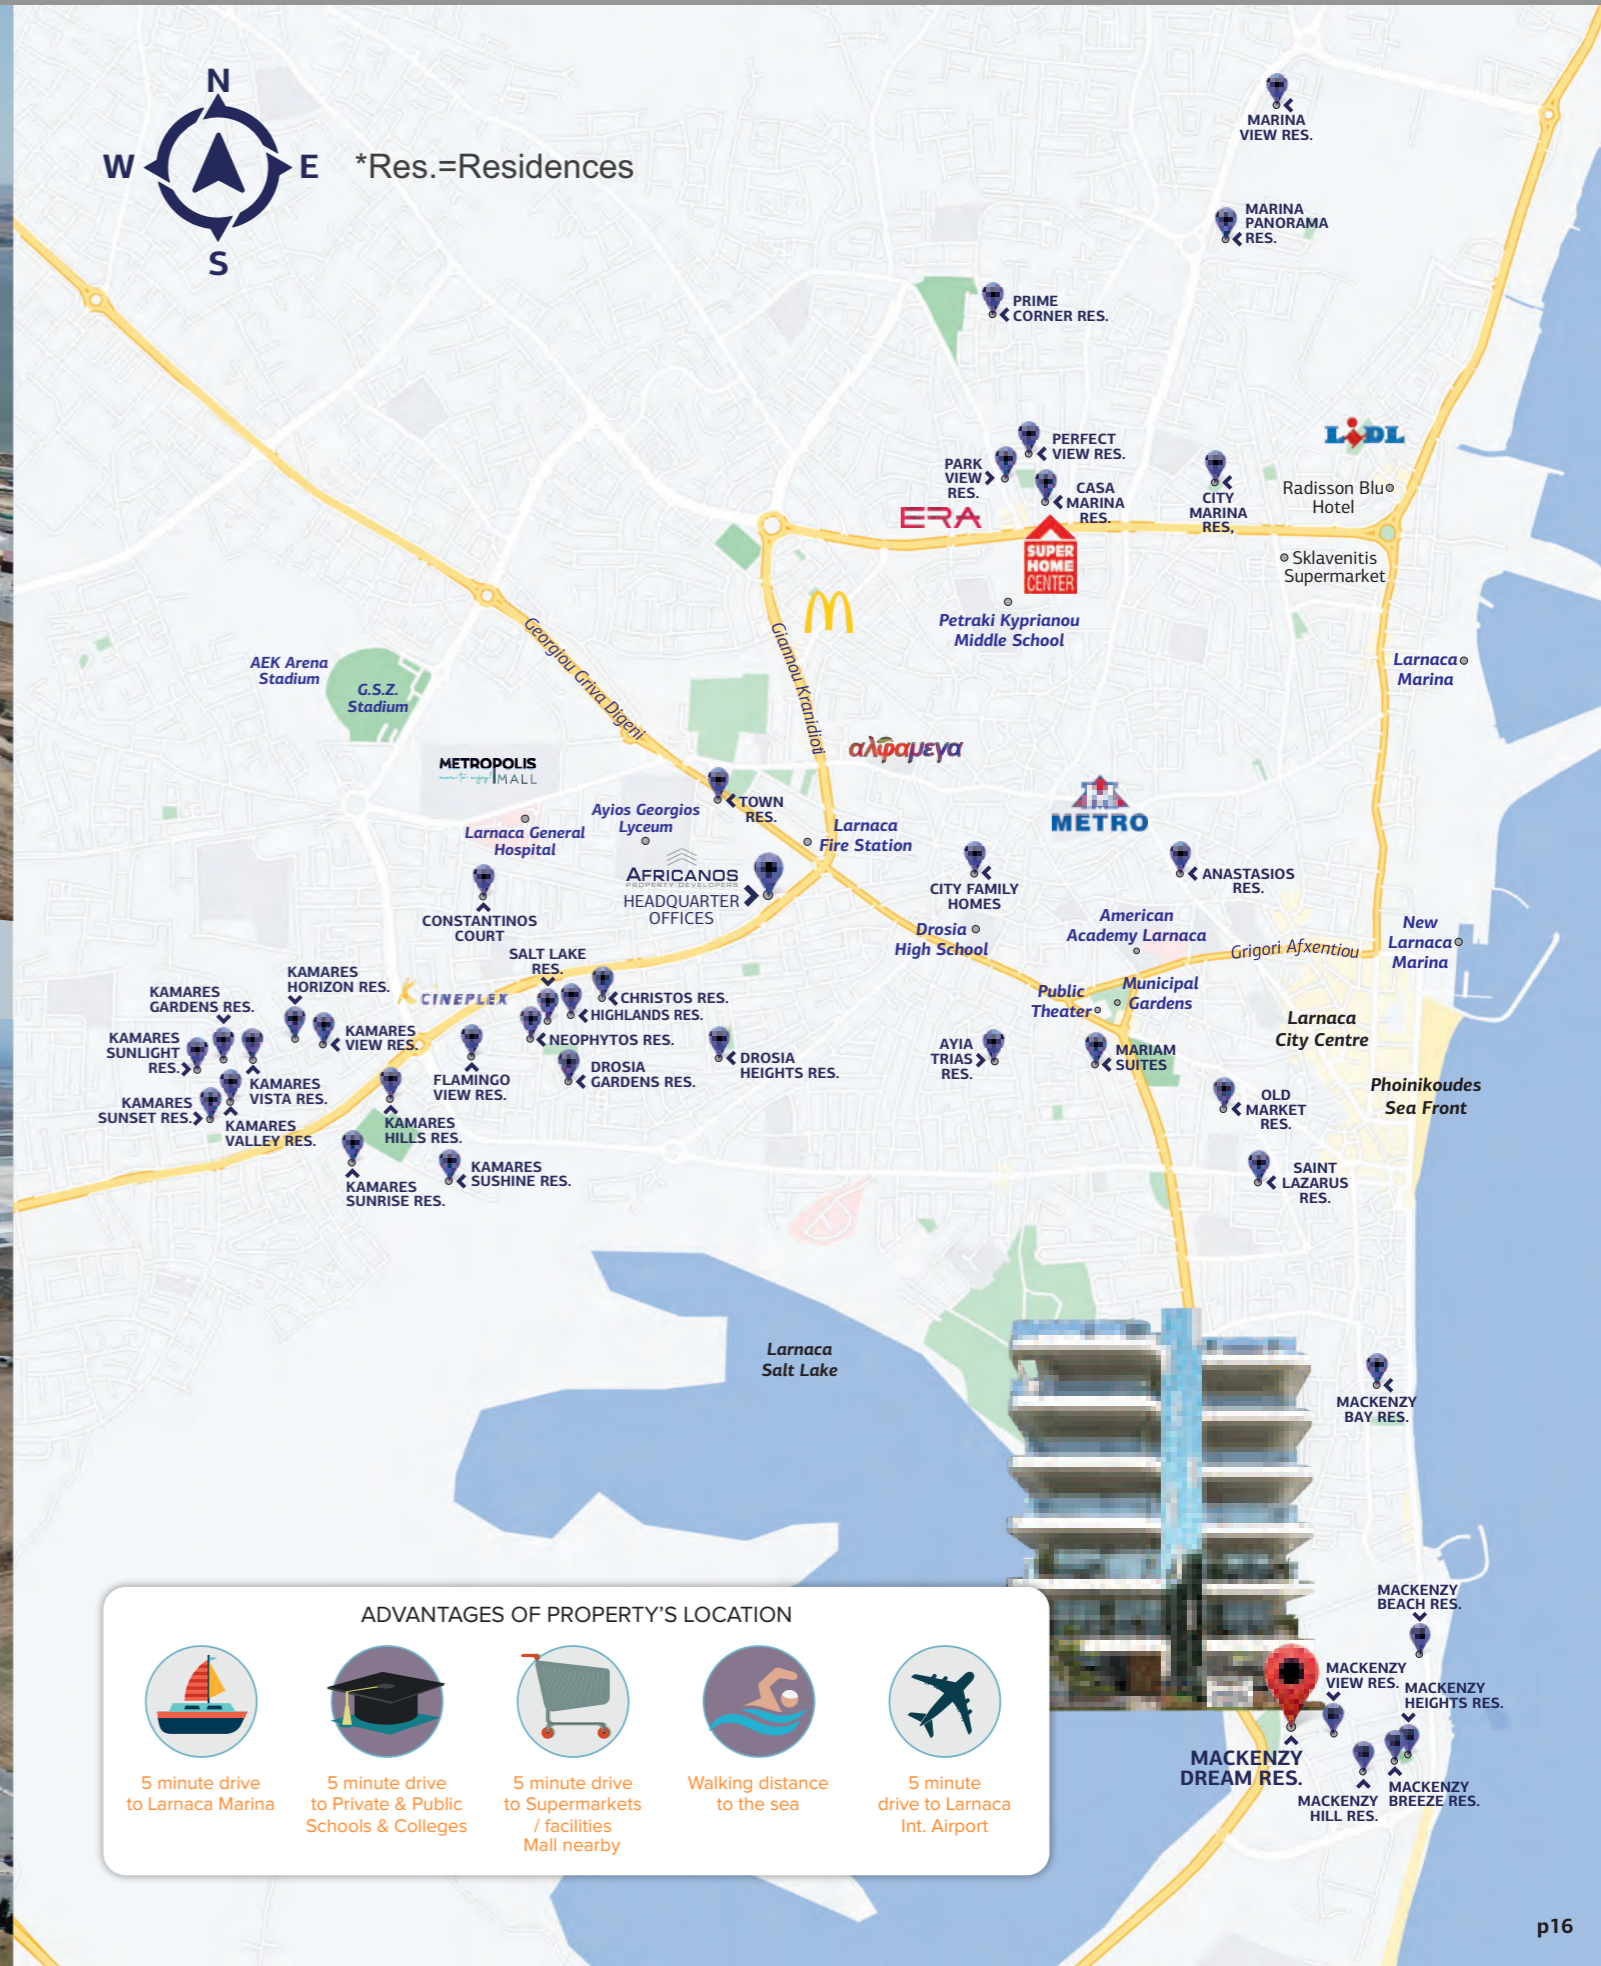 N
W
E
S
*Res.=Residences
MARINA
VIEW RES.
MARINA
PANORAMA
RES.
PRIME
CORNER RES.
PERFECT
VIEW RES.
PARK
VIEW
RES.
CASA
MARINA
RES.
CITY
MARINA
RES,
LiDL
Radisson Blu
Hotel
ERA
SUPER
HOME
CENTER
Sklavenitis
Supermarket
Petraki Kyprianou
Middle School
Georgiou Griva Digeni
Giannou Kranidioti
AEK Arena
Stadium
G.S.Z.
Stadium
Larnaca
Marina
αλφαμεγα
METROPOLIS
more to enjoy! MALL
TOWN
RES.
METRO
Ayios Georgios
Lyceum
Larnaca General
Hospital
Larnaca
Fire Station
AFRICANOS
PROPERTY DEVELOPERS
HEADQUARTER
OFFICES
CONSTANTINOS
COURT
CITY FAMILY
HOMES
ANASTASIOS
RES.
Drosia
High School
American
Academy Larnaca
Grigori Afxentiou
New
Larnaca
Marina
SALT LAKE
RES.
KAMARES
HORIZON RES.
KAMARES
GARDENS RES.
K CINEPLEX
CHRISTOS RES.
HIGHLANDS RES.
NEOPHYTOS RES.
Public
Theater
Municipal
Gardens
Larnaca
City Centre
KAMARES
SUNLIGHT
RES.
KAMARES
VIEW RES.
KAMARES
VISTA RES.
KAMARES
SUNSET RES.
KAMARES
VALLEY RES.
FLAMINGO
VIEW RES.
DROSIA
GARDENS RES.
DROSIA
HEIGHTS RES.
AYIA
TRIAS
RES.
MARIAM
SUITES
OLD
MARKET
RES.
Phoinikoudes
Sea Front
KAMARES
HILLS RES.
KAMARES
SUNRISE RES.
KAMARES
SUSHINE RES.
SAINT
LAZARUS
RES.
Larnaca
Salt Lake
MACKENZY
BAY RES.
MACKENZY
BEACH RES.
MACKENZY
VIEW RES.
MACKENZY
HEIGHTS RES.
MACKENZY
DREAM RES.
MACKENZY
HILL RES.
MACKENZY
BREEZE RES.
ADVANTAGES OF PROPERTY’S LOCATION
5 minute drive
to Larnaca Marina
5 minute drive
to Private & Public
Schools & Colleges
5 minute drive
to Supermarkets
/ facilities
Mall nearby
Walking distance
to the sea
5 minute
drive to Larnaca
Int. Airport
p16